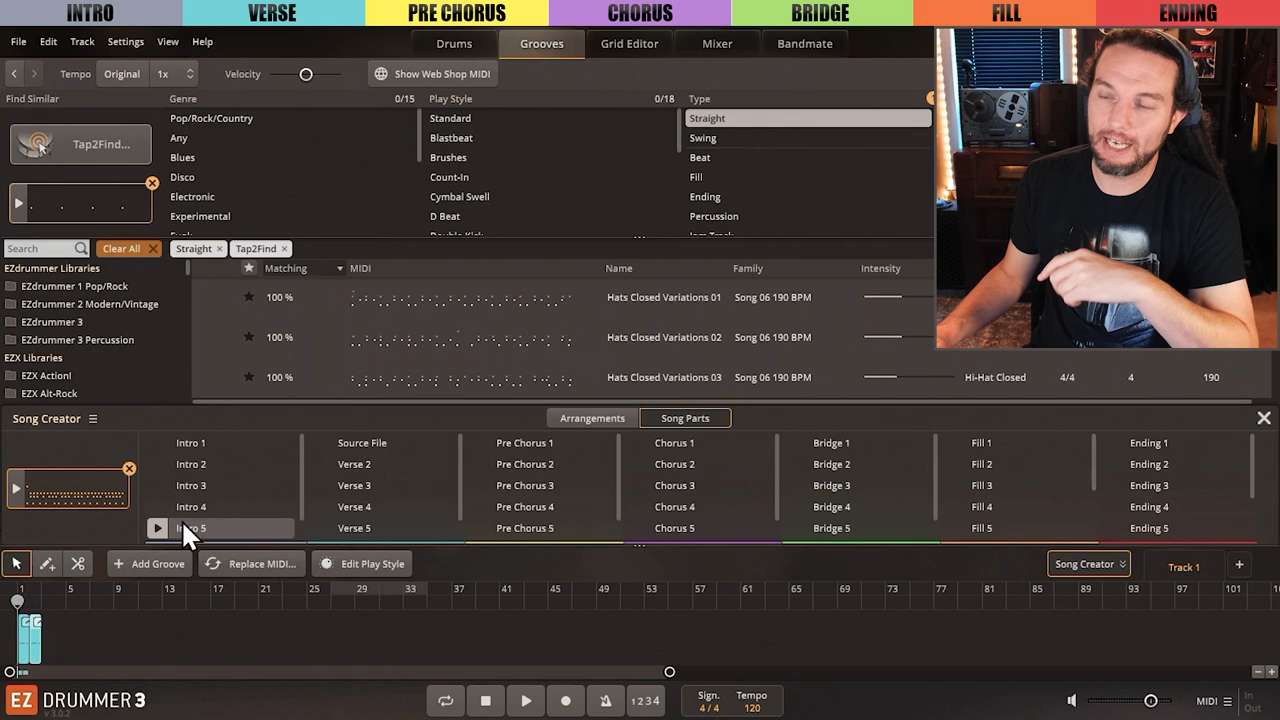 INTRO VERSE PRE CHORUS CHORUS BRIDGE FILL ENDING
File Edit Track Settings View Help Drums Grooves Grid Editor Mixer Bandmate
Tempo Original 1x Velocity Show Web Shop MIDI
Find Similar Genre 0/15 Play Style 0/18 Type
Tap2Find... Pop/Rock/Country Standard Straight
Any Blastbeat Swing
Blues Brushes Beat
Disco Count-In Fill
Electronic Cymbal Swell Ending
Experimental D Beat Percussion
Search Clear All Straight Tap2Find
EZdrummer Libraries Matching MIDI Name Family Intensity
EZdrummer 1 Pop/Rock
100 % Hats Closed Variations 01 Song 06 190 BPM
EZdrummer 2 Modern/Vintage
EZdrummer 3
EZdrummer 3 Percussion 100 % Hats Closed Variations 02 Song 06 190 BPM
EZX Libraries
EZX Action! 100 % Hats Closed Variations 03 Song 06 190 BPM Hi-Hat Closed 4/4 4 190
EZX Alt-Rock
Song Creator Arrangements Song Parts
Intro 1 Source File Pre Chorus 1 Chorus 1 Bridge 1 Fill 1 Ending 1
Intro 2 Verse 2 Pre Chorus 2 Chorus 2 Bridge 2 Fill 2 Ending 2
Intro 3 Verse 3 Pre Chorus 3 Chorus 3 Bridge 3 Fill 3 Ending 3
Intro 4 Verse 4 Pre Chorus 4 Chorus 4 Bridge 4 Fill 4 Ending 4
Intro 5 Verse 5 Pre Chorus 5 Chorus 5 Bridge 5 Fill 5 Ending 5
Add Groove Replace MIDI... Edit Play Style Song Creator Track 1
1 5 9 13 17 21 25 29 33 37 41 45 49 53 57 61 65 69 73 77 81 85 89 93 97 101
EZ DRUMMER 3 1 2 3 4 Sign. Tempo MIDI In
V 3.0.2 4 / 4 120 Out